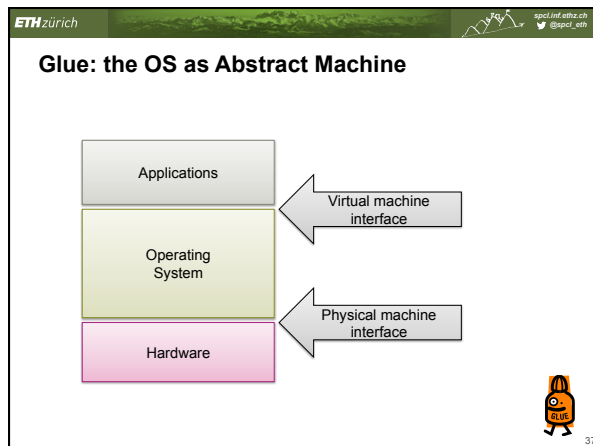 ETH zürich
spcl.inf.ethz.ch
@spcl_eth
Glue: the OS as Abstract Machine
Applications
Virtual machine
interface
Operating
System
Physical machine
interface
Hardware
GLUE
37